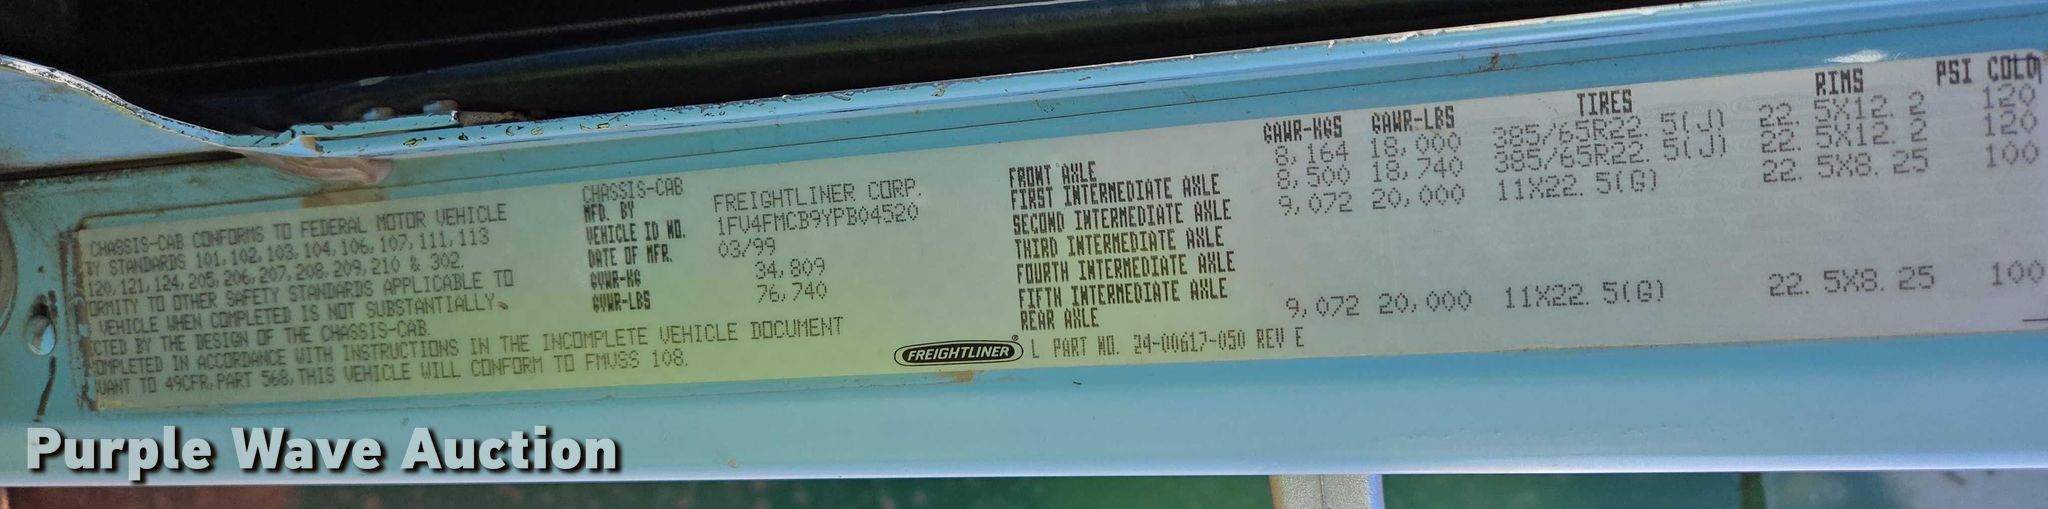 CHASSIS-CAB CONFORMS TO FEDERAL MOTOR VEHICLE
TY STANDARDS 101, 102, 103, 104, 106, 107, 111, 113
120, 121, 124, 205, 206, 207, 208, 209, 210 & 302.
ORMITY TO OTHER SAFETY STANDARDS APPLICABLE TO
VEHICLE WHEN COMPLETED IS NOT SUBSTANTIALLY
CTED BY THE DESIGN OF THE CHASSIS-CAB.
OMPLETED IN ACCORDANCE WITH INSTRUCTIONS IN THE INCOMPLETE VEHICLE DOCUMENT
UANT TO 49CFR, PART 568, THIS VEHICLE WILL CONFORM TO FMVSS 108.
CHASSIS-CAB
MFD. BY FREIGHTLINER CORP.
VEHICLE ID NO. 1FV4FMCB9YPB04520
DATE OF MFR. 03/99
GVWR-KG 34,809
GVWR-LBS 76,740
GAWR-KGS GAWR-LBS TIRES RIMS PSI COLD
FRONT AXLE 8,164 18,000 385/65R22.5(J) 22.5X12.2 120
FIRST INTERMEDIATE AXLE 8,500 18,740 385/65R22.5(J) 22.5X12.2 120
SECOND INTERMEDIATE AXLE 9,072 20,000 11X22.5(G) 22.5X8.25 100
THIRD INTERMEDIATE AXLE
FOURTH INTERMEDIATE AXLE
FIFTH INTERMEDIATE AXLE
REAR AXLE 9,072 20,000 11X22.5(G) 22.5X8.25 100
FREIGHTLINER® L PART NO. 24-00617-050 REV E
Purple Wave Auction